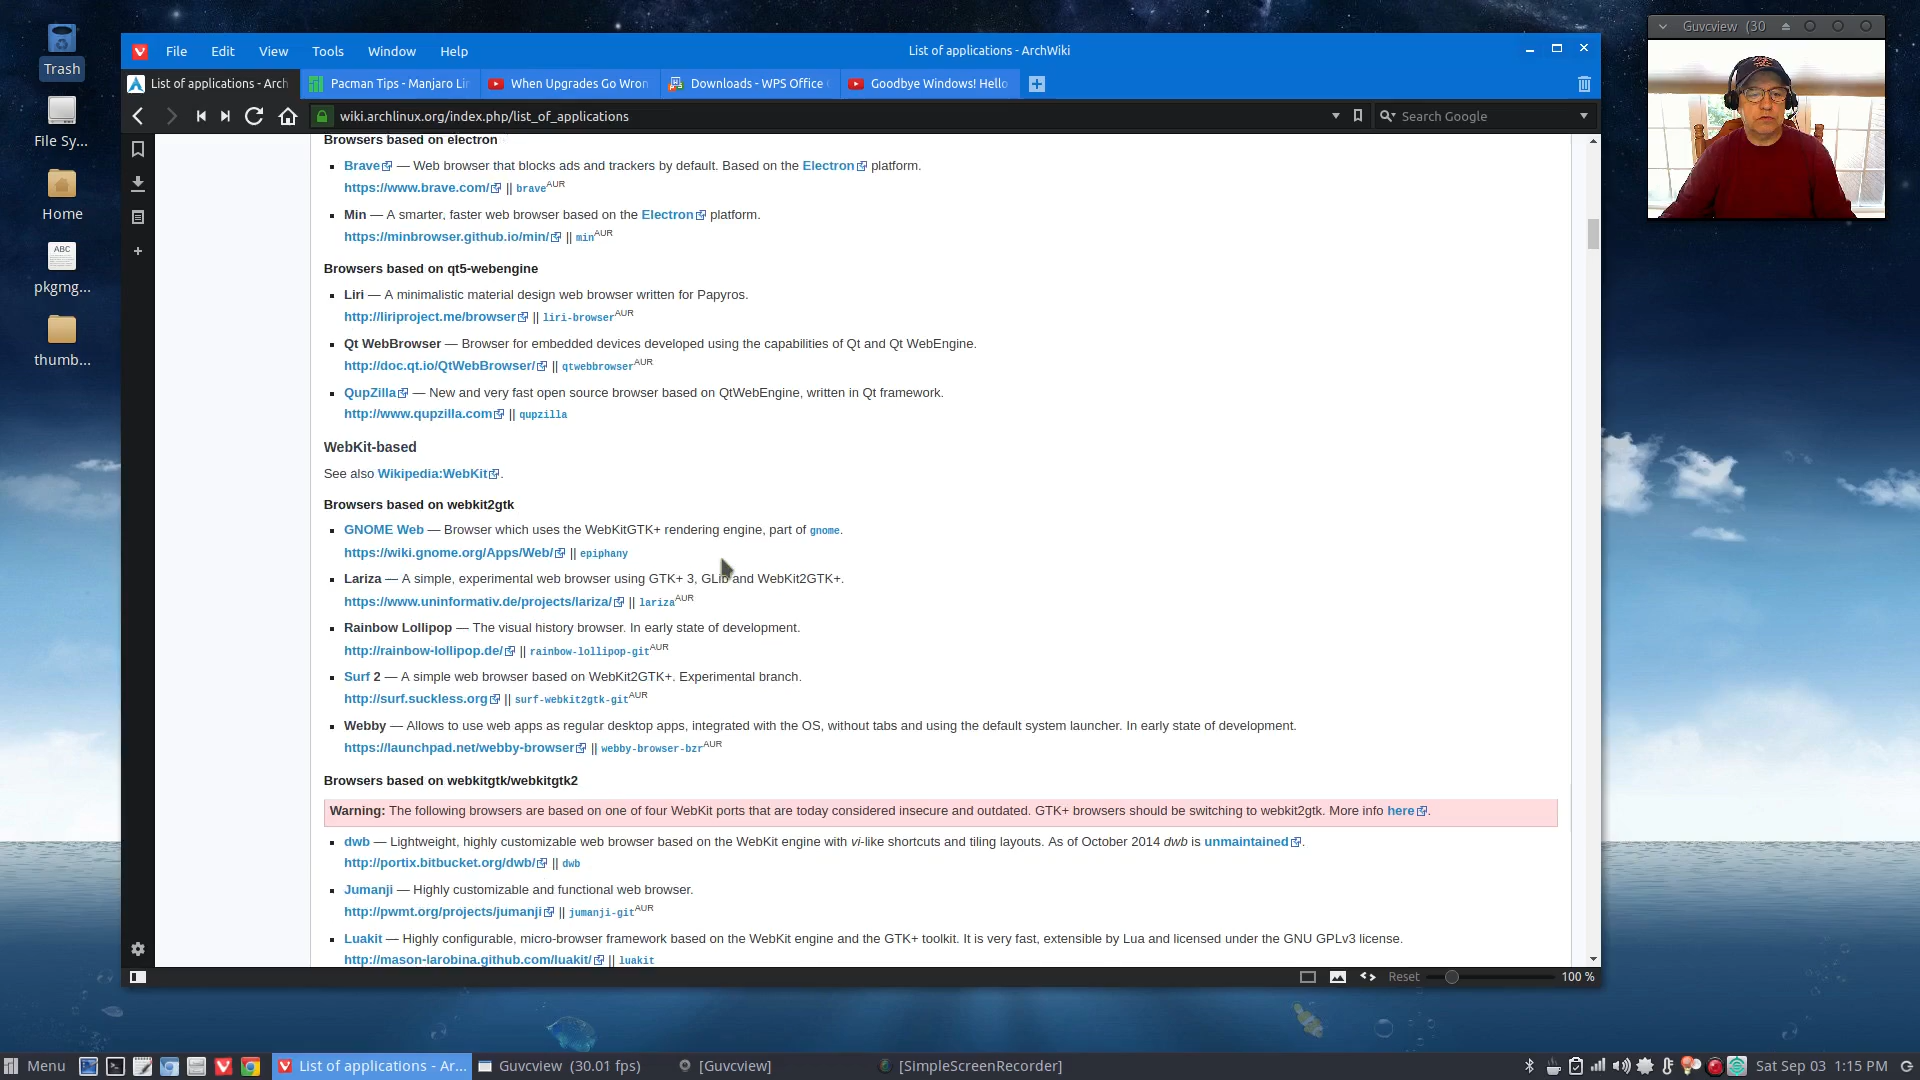 Trash
File Sy...
Home
ABC
pkgmg...
thumb...
File Edit View Tools Window Help
List of applications - ArchWiki
List of applications - Arch
Pacman Tips - Manjaro Lin
When Upgrades Go Wron
Downloads - WPS Office
Goodbye Windows! Hello
wiki.archlinux.org/index.php/list_of_applications
Search Google
Guvcview (30
Browsers based on electron
Brave — Web browser that blocks ads and trackers by default. Based on the Electron platform.
https://www.brave.com/ || brave AUR
Min — A smarter, faster web browser based on the Electron platform.
https://minbrowser.github.io/min/ || min AUR
Browsers based on qt5-webengine
Liri — A minimalistic material design web browser written for Papyros.
http://liriproject.me/browser || liri-browser AUR
Qt WebBrowser — Browser for embedded devices developed using the capabilities of Qt and Qt WebEngine.
http://doc.qt.io/QtWebBrowser/ || qtwebbrowser AUR
QupZilla — New and very fast open source browser based on QtWebEngine, written in Qt framework.
http://www.qupzilla.com || qupzilla
WebKit-based
See also Wikipedia:WebKit.
Browsers based on webkit2gtk
GNOME Web — Browser which uses the WebKitGTK+ rendering engine, part of gnome.
https://wiki.gnome.org/Apps/Web/ || epiphany
Lariza — A simple, experimental web browser using GTK+ 3, GLib and WebKit2GTK+.
https://www.uninformativ.de/projects/lariza/ || lariza AUR
Rainbow Lollipop — The visual history browser. In early state of development.
http://rainbow-lollipop.de/ || rainbow-lollipop-git AUR
Surf 2 — A simple web browser based on WebKit2GTK+. Experimental branch.
http://surf.suckless.org || surf-webkit2gtk-git AUR
Webby — Allows to use web apps as regular desktop apps, integrated with the OS, without tabs and using the default system launcher. In early state of development.
https://launchpad.net/webby-browser || webby-browser-bzr AUR
Browsers based on webkitgtk/webkitgtk2
Warning: The following browsers are based on one of four WebKit ports that are today considered insecure and outdated. GTK+ browsers should be switching to webkit2gtk. More info here.
dwb — Lightweight, highly customizable web browser based on the WebKit engine with vi-like shortcuts and tiling layouts. As of October 2014 dwb is unmaintained.
http://portix.bitbucket.org/dwb/ || dwb
Jumanji — Highly customizable and functional web browser.
http://pwmt.org/projects/jumanji || jumanji-git AUR
Luakit — Highly configurable, micro-browser framework based on the WebKit engine and the GTK+ toolkit. It is very fast, extensible by Lua and licensed under the GNU GPLv3 license.
http://mason-larobina.github.com/luakit/ || luakit
Reset 100 %
Menu
List of applications - Ar...
Guvcview (30.01 fps)
[Guvcview]
[SimpleScreenRecorder]
Sat Sep 03 1:15 PM